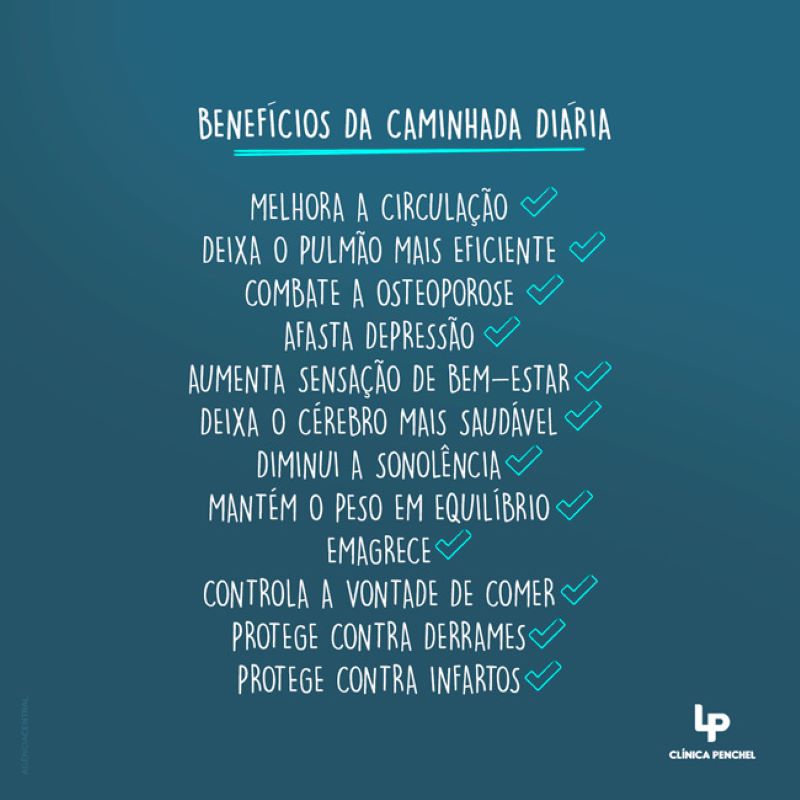 BENEFÍCIOS DA CAMINHADA DIÁRIA
MELHORA A CIRCULAÇÃO
DEIXA O PULMÃO MAIS EFICIENTE
COMBATE A OSTEOPOROSE
AFASTA DEPRESSÃO
AUMENTA SENSAÇÃO DE BEM-ESTAR
DEIXA O CÉREBRO MAIS SAUDÁVEL
DIMINUI A SONOLÊNCIA
MANTÉM O PESO EM EQUILÍBRIO
EMAGRECE
CONTROLA A VONTADE DE COMER
PROTEGE CONTRA DERRAMES
PROTEGE CONTRA INFARTOS
AGÊNCIACENTRAL
LP
CLÍNICA PENCHEL